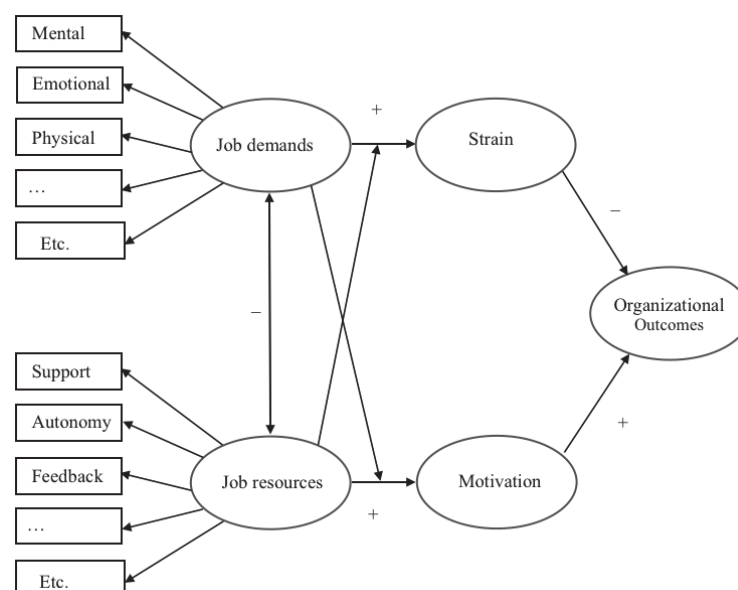 Mental
Emotional
Physical
...
Etc.
Job demands
+
Strain
−
−
Organizational
Outcomes
Support
Autonomy
Feedback
...
Etc.
Job resources
+
Motivation
+